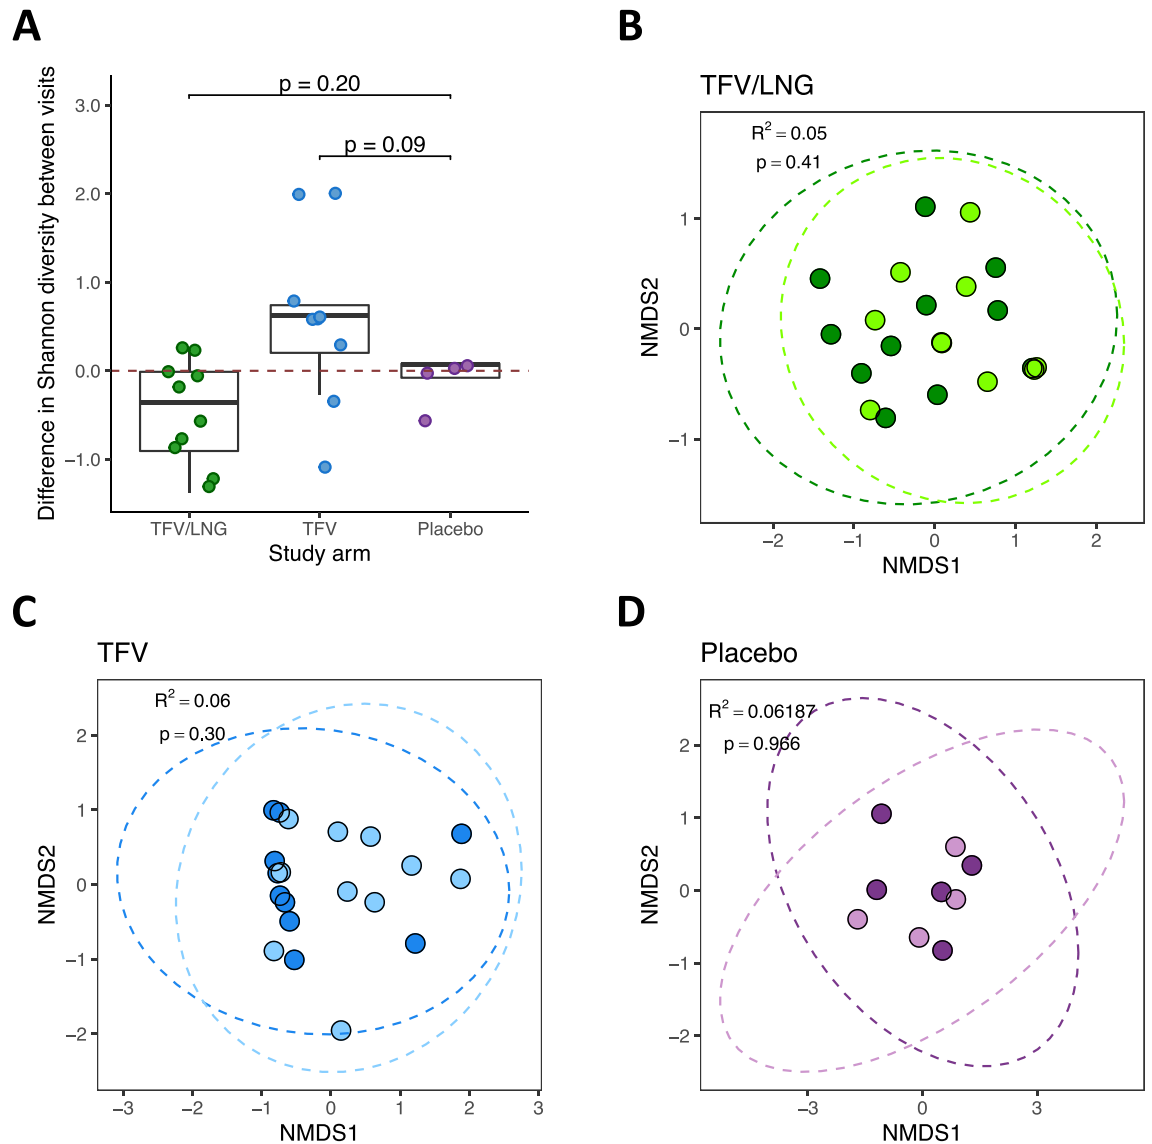 A
Difference in Shannon diversity between visits
3.0
2.0
1.0
0.0
−1.0
p = 0.20
p = 0.09
TFV/LNG
TFV
Placebo
Study arm
B
TFV/LNG
R² = 0.05
p = 0.41
NMDS2
1
0
−1
−2
−1
0
1
2
NMDS1
C
TFV
R² = 0.06
p = 0.30
NMDS2
2
1
0
−1
−2
−3
−2
−1
0
1
2
3
NMDS1
D
Placebo
R² = 0.06187
p = 0.966
NMDS2
2
1
0
−1
−2
−3
0
3
NMDS1